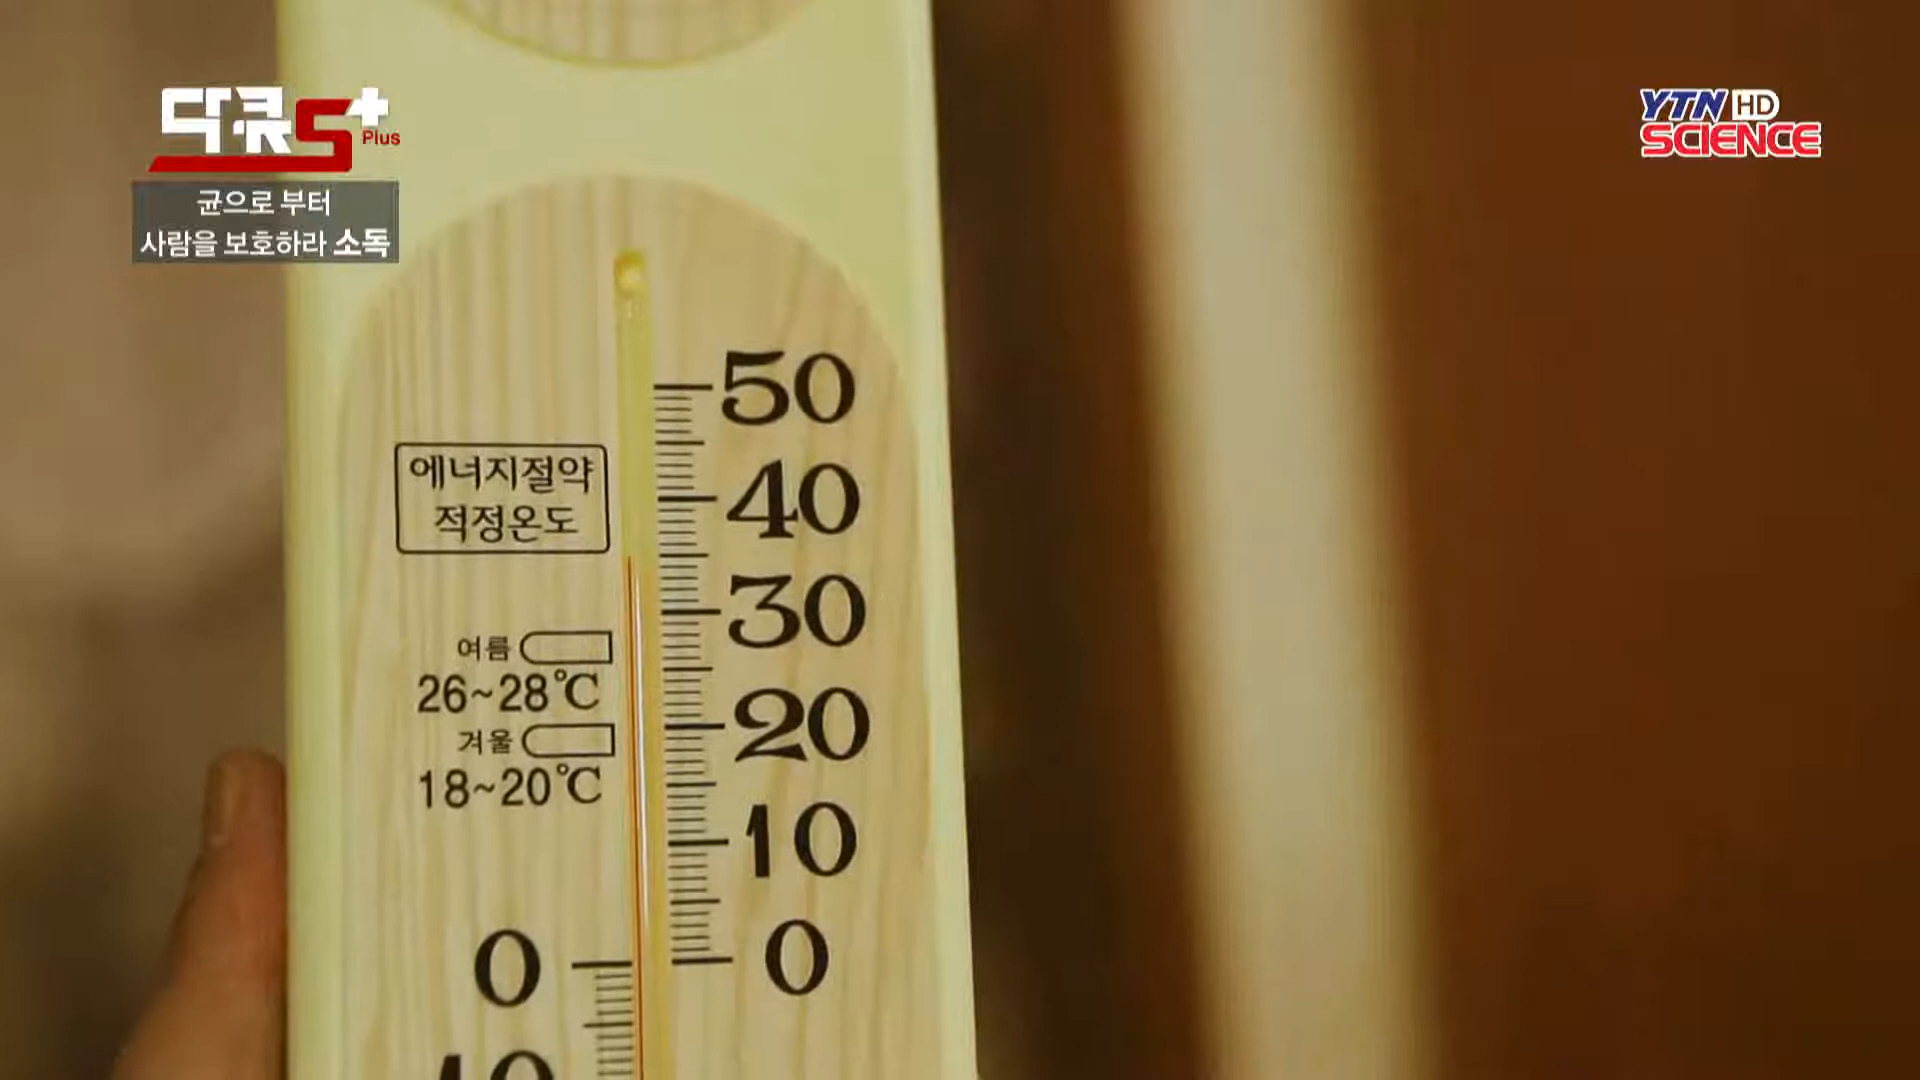 다큐S+
Plus
균으로 부터
사람을 보호하라 소독
YTN HD
SCIENCE
에너지절약
적정온도
여름
26~28℃
겨울
18~20℃
50
40
30
20
10
0
0
10